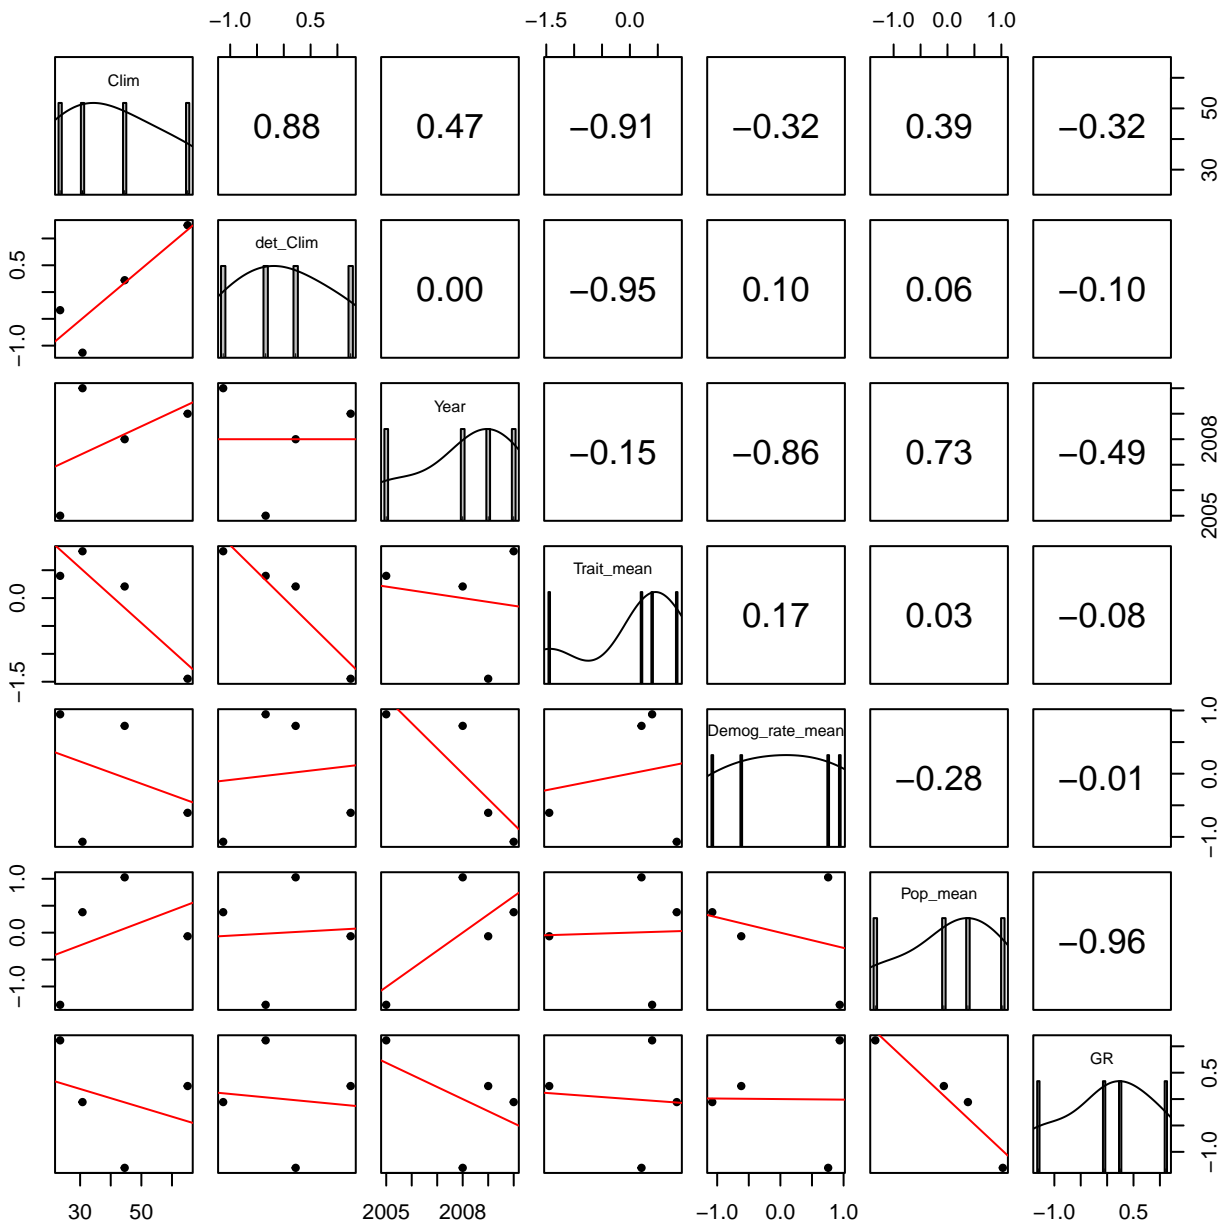 −1.0 0.5 −1.5 0.0 −1.0 0.0 1.0
Clim
0.88 0.47 −0.91 −0.32 0.39 −0.32
30 50
det_Clim
0.00 −0.95 0.10 0.06 −0.10
−1.0 0.5
Year
−0.15 −0.86 0.73 −0.49
2005 2008
Trait_mean
0.17 0.03 −0.08
−1.5 0.0
Demog_rate_mean
−0.28 −0.01
−1.0 0.0 1.0
Pop_mean
−0.96
−1.0 0.0 1.0
GR
−1.0 0.5
30 50 2005 2008 −1.0 0.0 1.0 −1.0 0.5